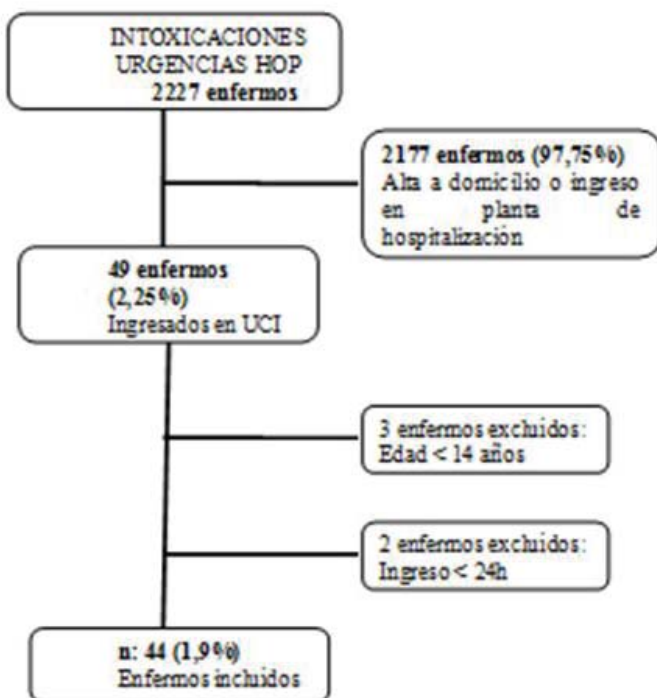 INTOXICACIONES
URGENCIAS HOP
2227 enfermos
2177 enfermos (97,75%)
Alta a domicilio o ingreso
en planta de
hospitalización
49 enfermos
(2,25%)
Ingresados en UCI
3 enfermos excluidos:
Edad < 14 años
2 enfermos excluidos:
Ingreso < 24h
n: 44 (1,9%)
Enfermos incluidos